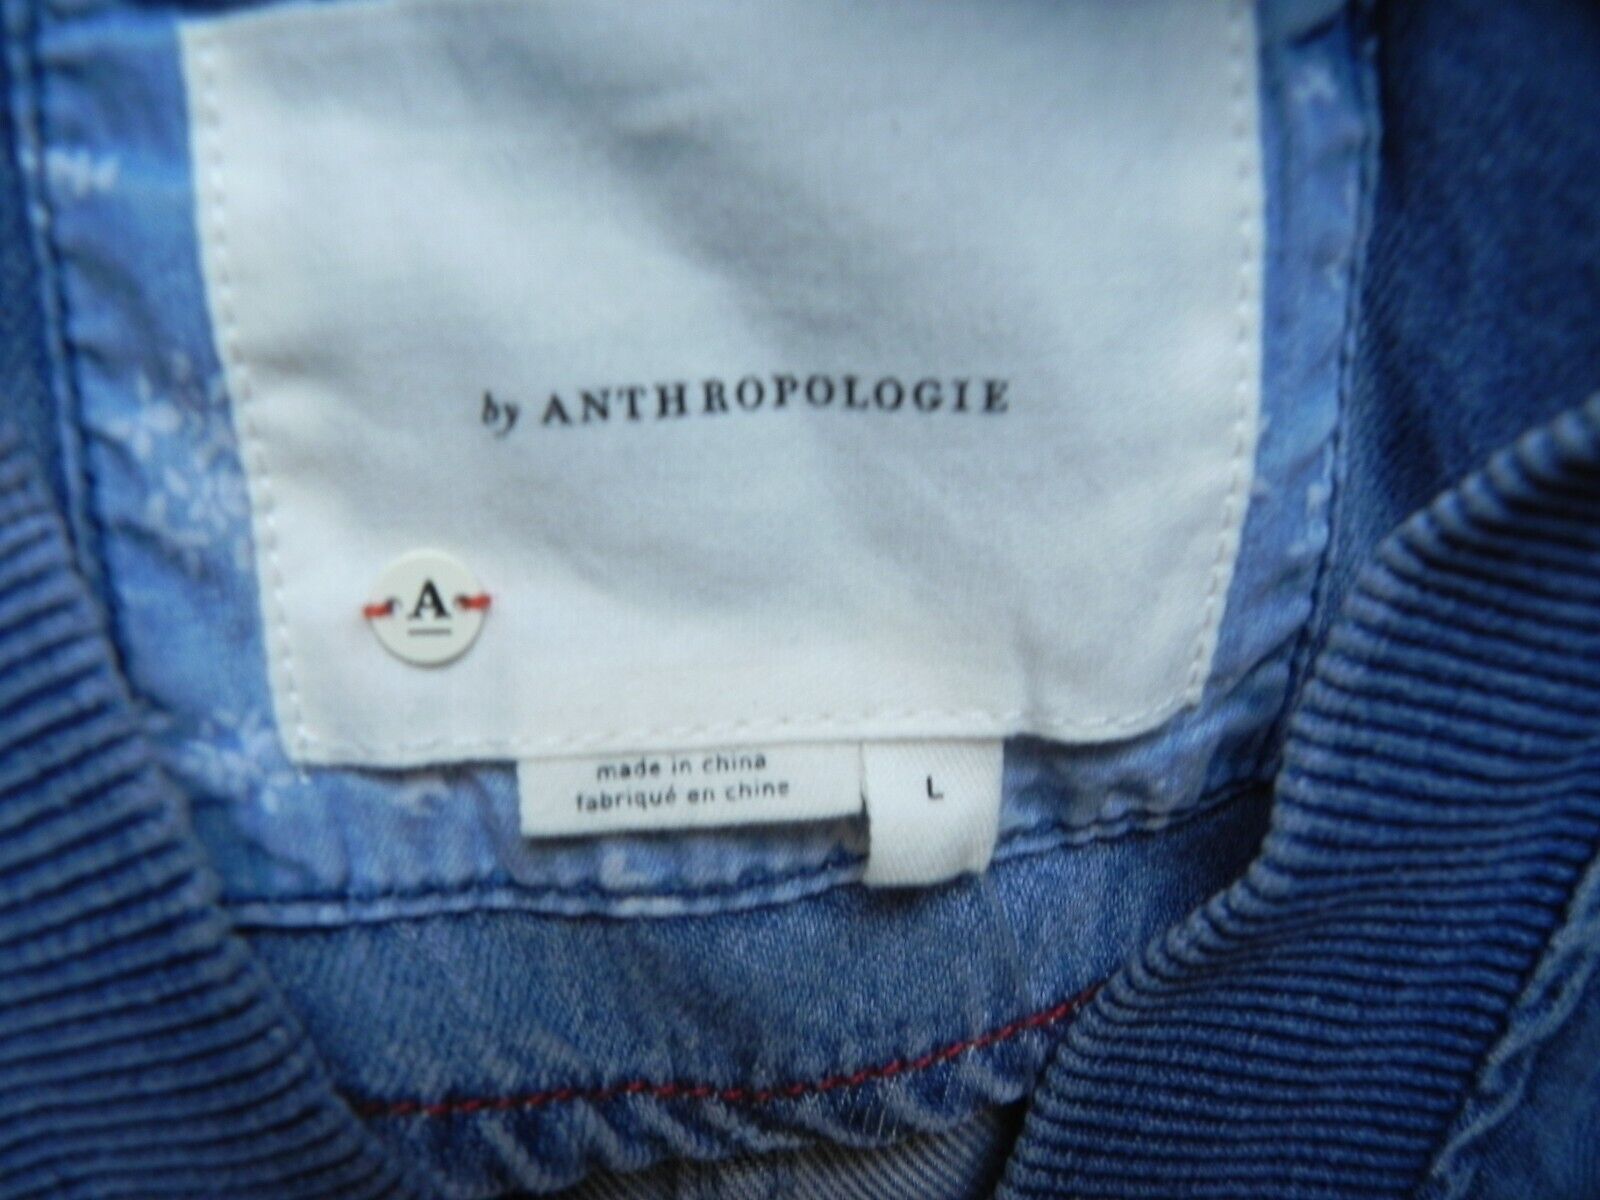 by ANTHROPOLOGIE
A
made in china
fabriqué en chine
L